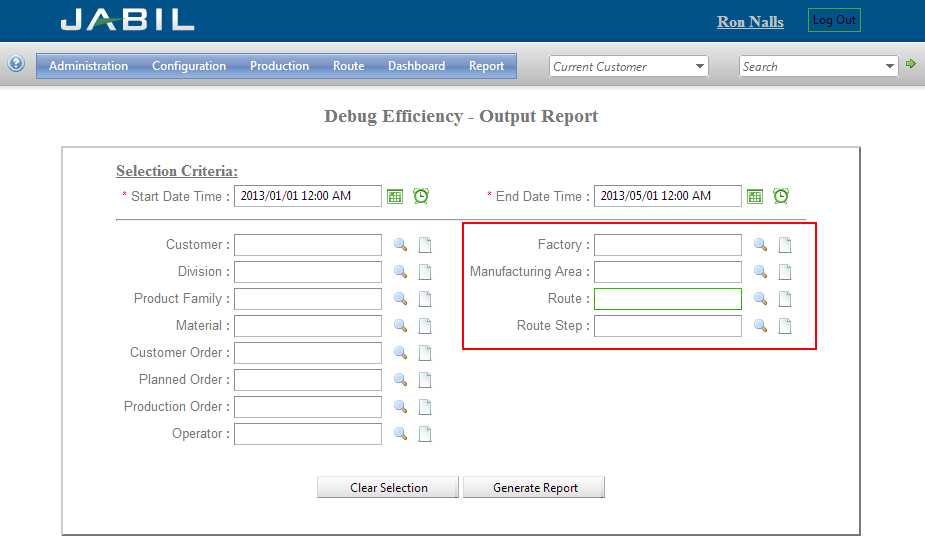 JABIL
Ron Nalls Log Out
? Administration Configuration Production Route Dashboard Report Current Customer Search
Debug Efficiency - Output Report
Selection Criteria:
* Start Date Time : 2013/01/01 12:00 AM * End Date Time : 2013/05/01 12:00 AM
Customer : Factory :
Division : Manufacturing Area :
Product Family : Route :
Material : Route Step :
Customer Order :
Planned Order :
Production Order :
Operator :
Clear Selection Generate Report